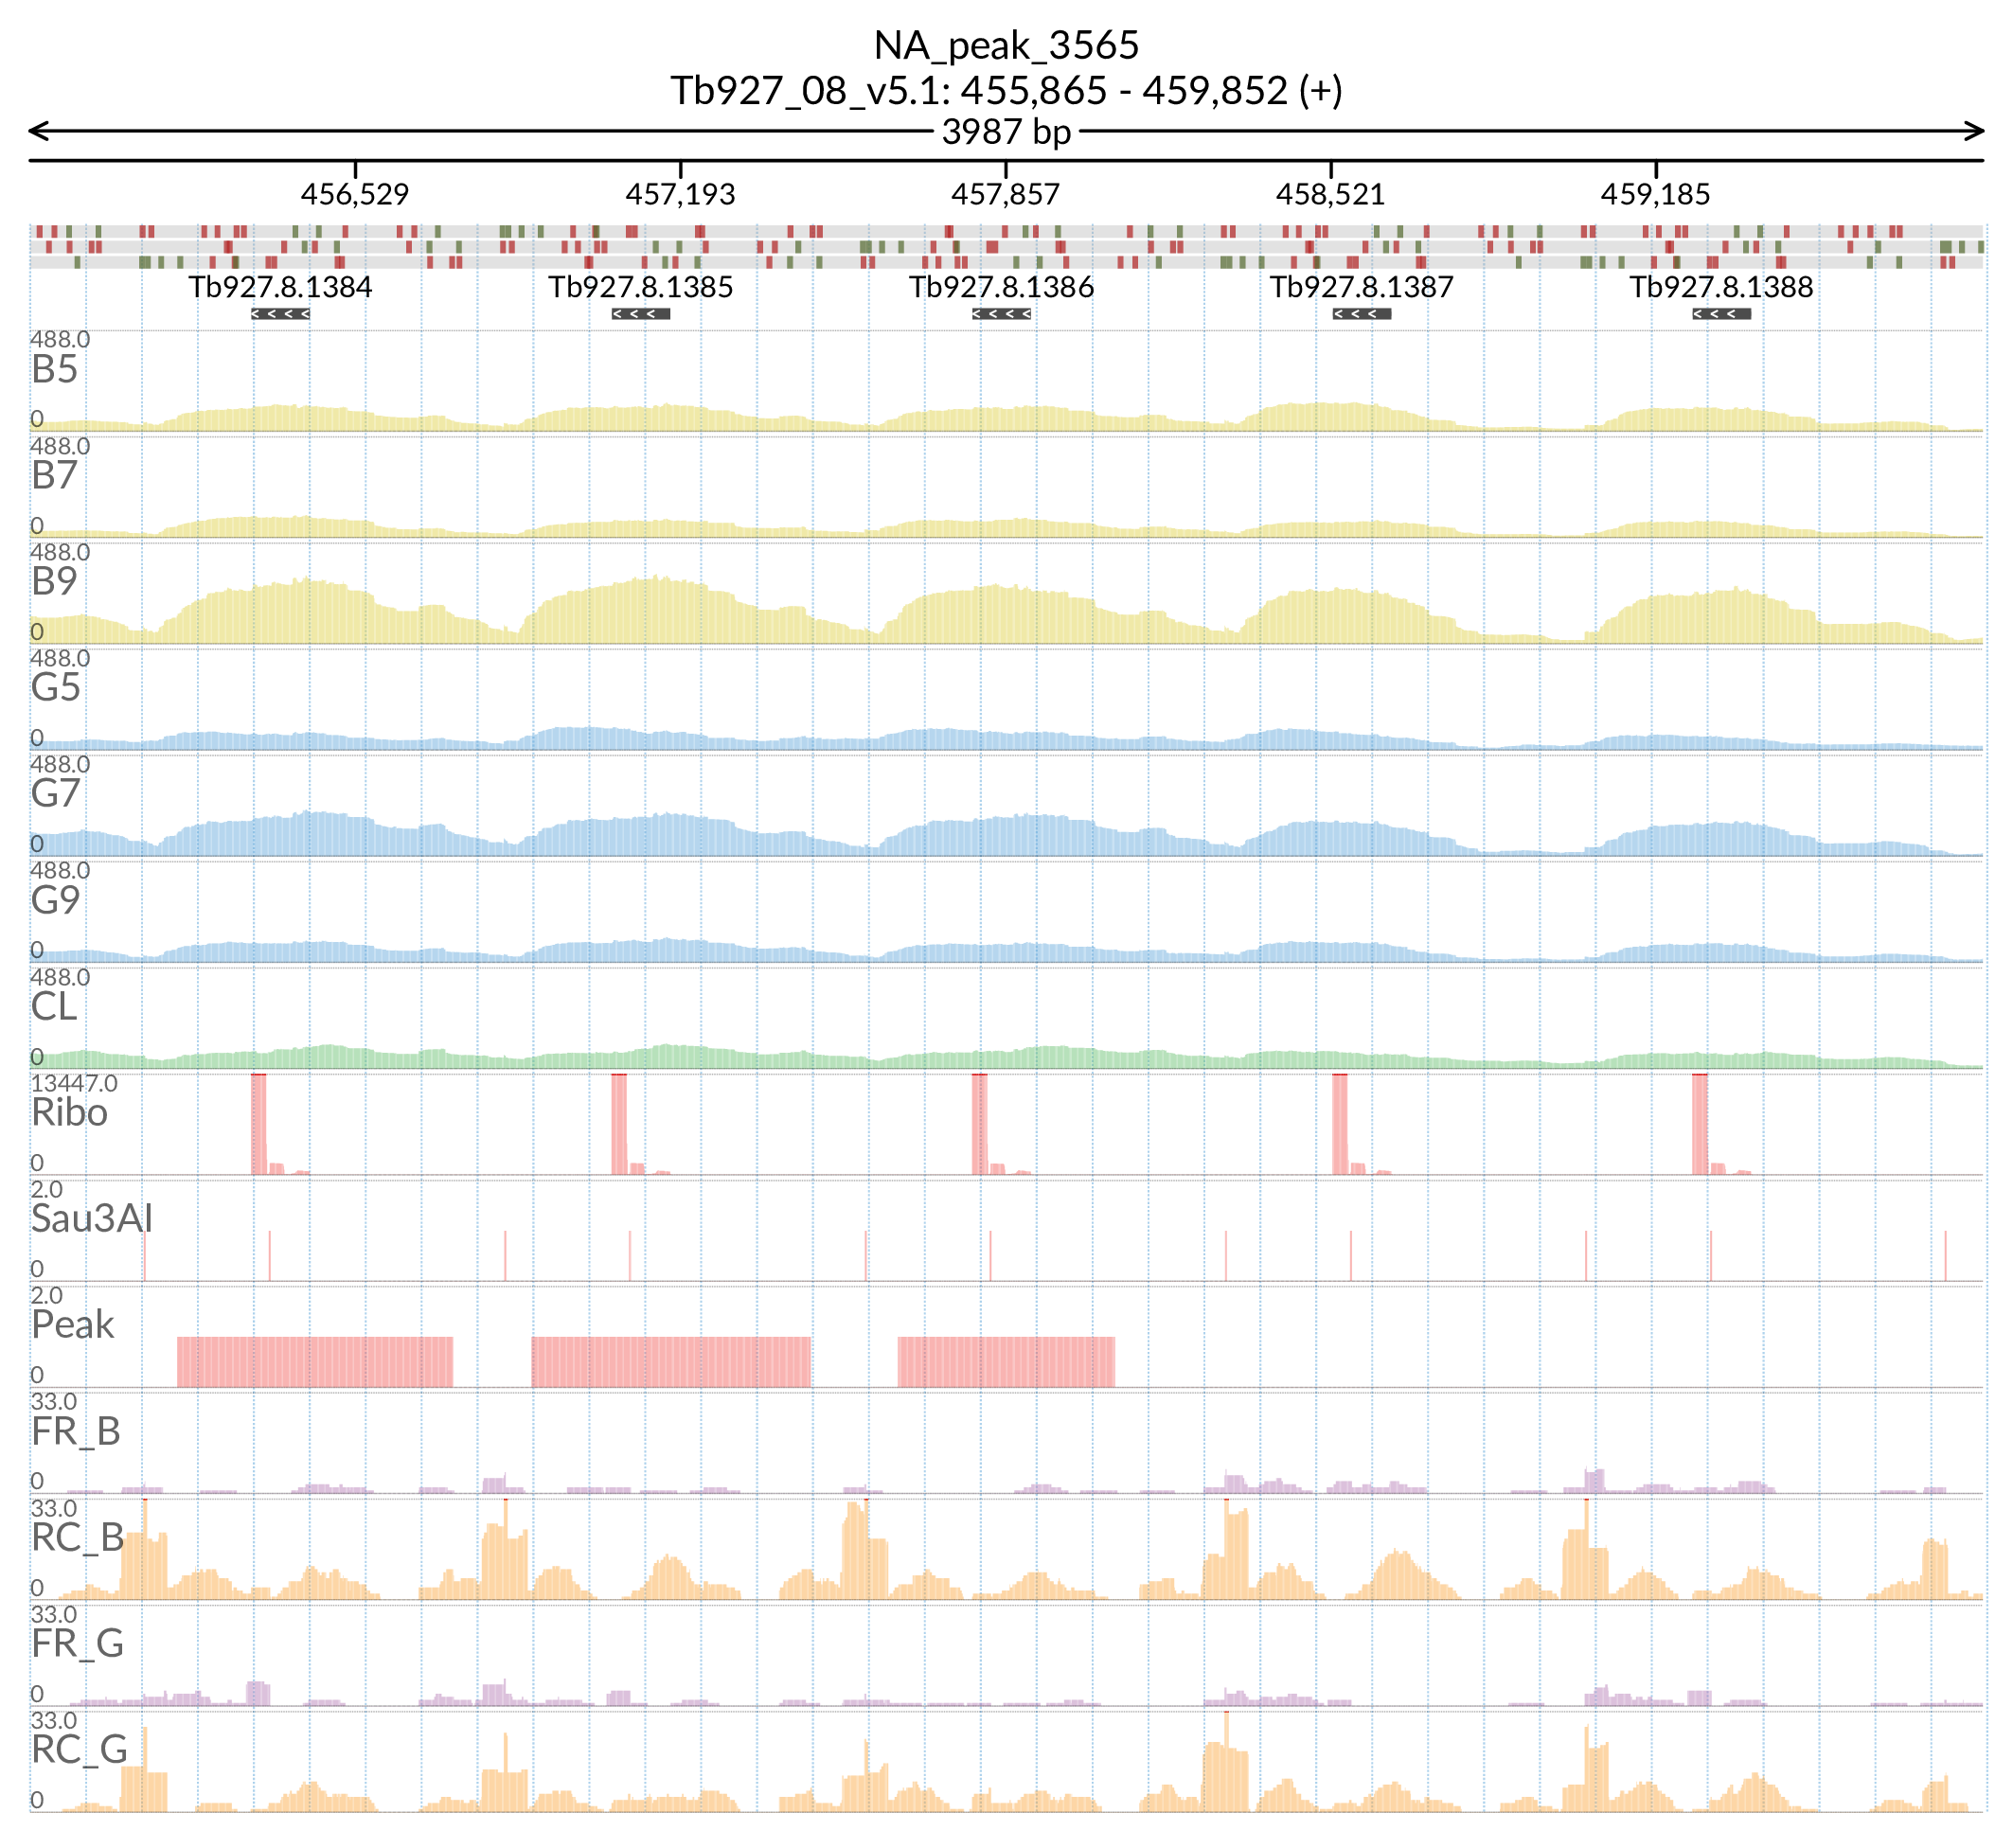 NA_peak_3565
Tb927_08_v5.1: 455,865 - 459,852 (+)
3987 bp
456,529 457,193 457,857 458,521 459,185
Tb927.8.1384 Tb927.8.1385 Tb927.8.1386 Tb927.8.1387 Tb927.8.1388
488.0
B5
0
488.0
B7
0
488.0
B9
0
488.0
G5
0
488.0
G7
0
488.0
G9
0
488.0
CL
0
13447.0
Ribo
0
2.0
Sau3AI
0
2.0
Peak
0
33.0
FR_B
0
33.0
RC_B
0
33.0
FR_G
0
33.0
RC_G
0